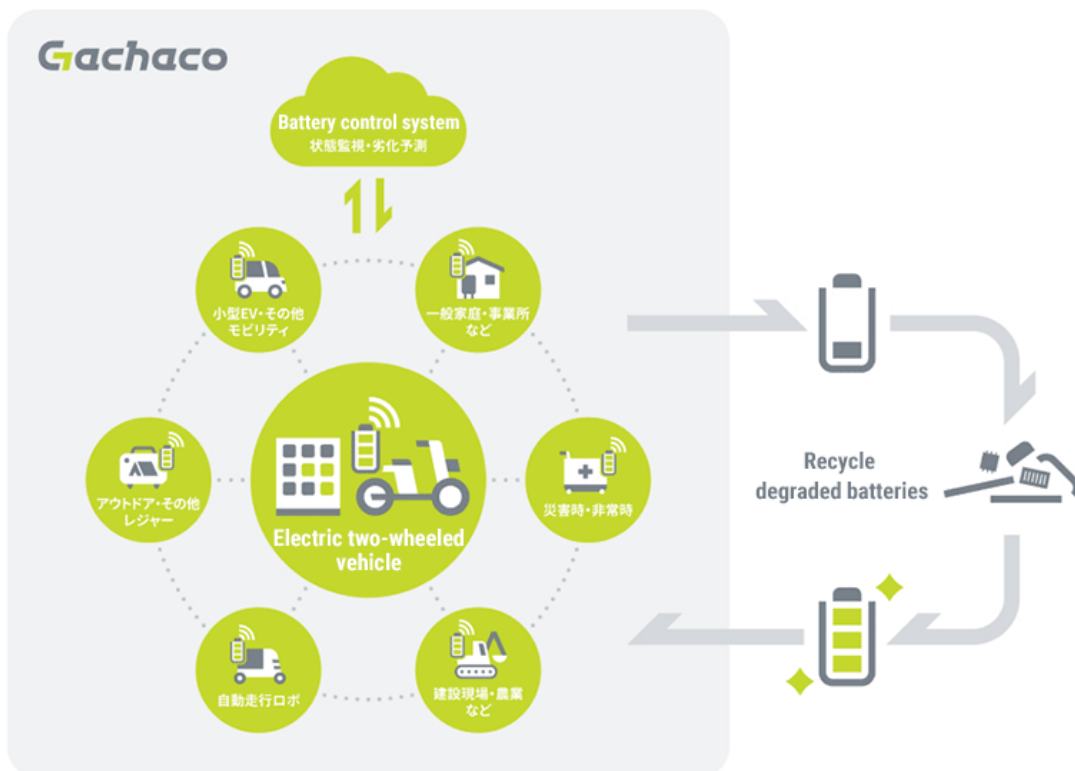 Gachaco
Battery control system
状態監視・劣化予測
小型EV・その他
モビリティ
一般家庭・事業所
など
アウトドア・その他
レジャー
Electric two-wheeled
vehicle
災害時・非常時
自動走行ロボ
建設現場・農業
など
Recycle
degraded batteries